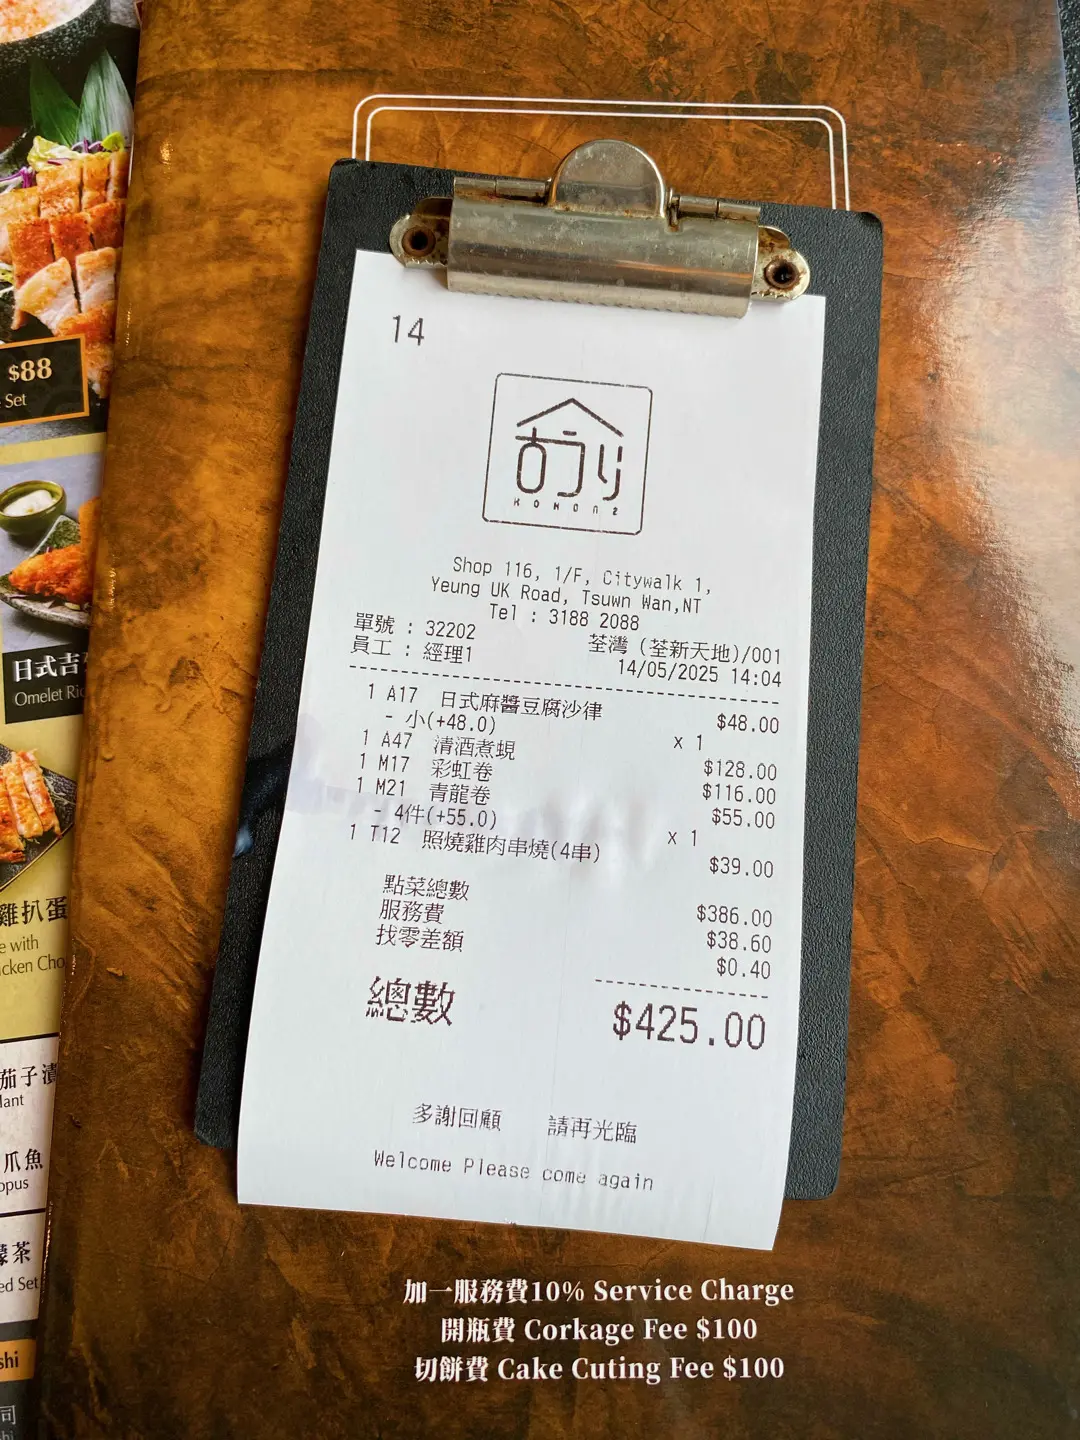 14
KOMON2
Shop 116, 1/F, Citywalk 1,
Yeung UK Road, Tsuwn Wan,NT
Tel : 3188 2088
單號 : 32202 荃灣 (荃新天地)/001
員工 : 經理1 14/05/2025 14:04
1 A17 日式麻醬豆腐沙律 $48.00
- 小(+48.0) x 1
1 A47 清酒煮蜆 $128.00
1 M17 彩虹卷 $116.00
1 M21 青龍卷 $55.00
- 4件(+55.0) x 1
1 T12 照燒雞肉串燒(4串) $39.00
點菜總數 $386.00
服務費 $38.60
找零差額 $0.40
總數 $425.00
多謝回顧 請再光臨
Welcome Please come again
加一服務費10% Service Charge
開瓶費 Corkage Fee $100
切餅費 Cake Cuting Fee $100
$88
Set
日式吉
Omelet Ric
雞扒蛋
e with
icken Cho
茄子漬
lant
爪魚
opus
檬茶
ed Set
shi
司
hi